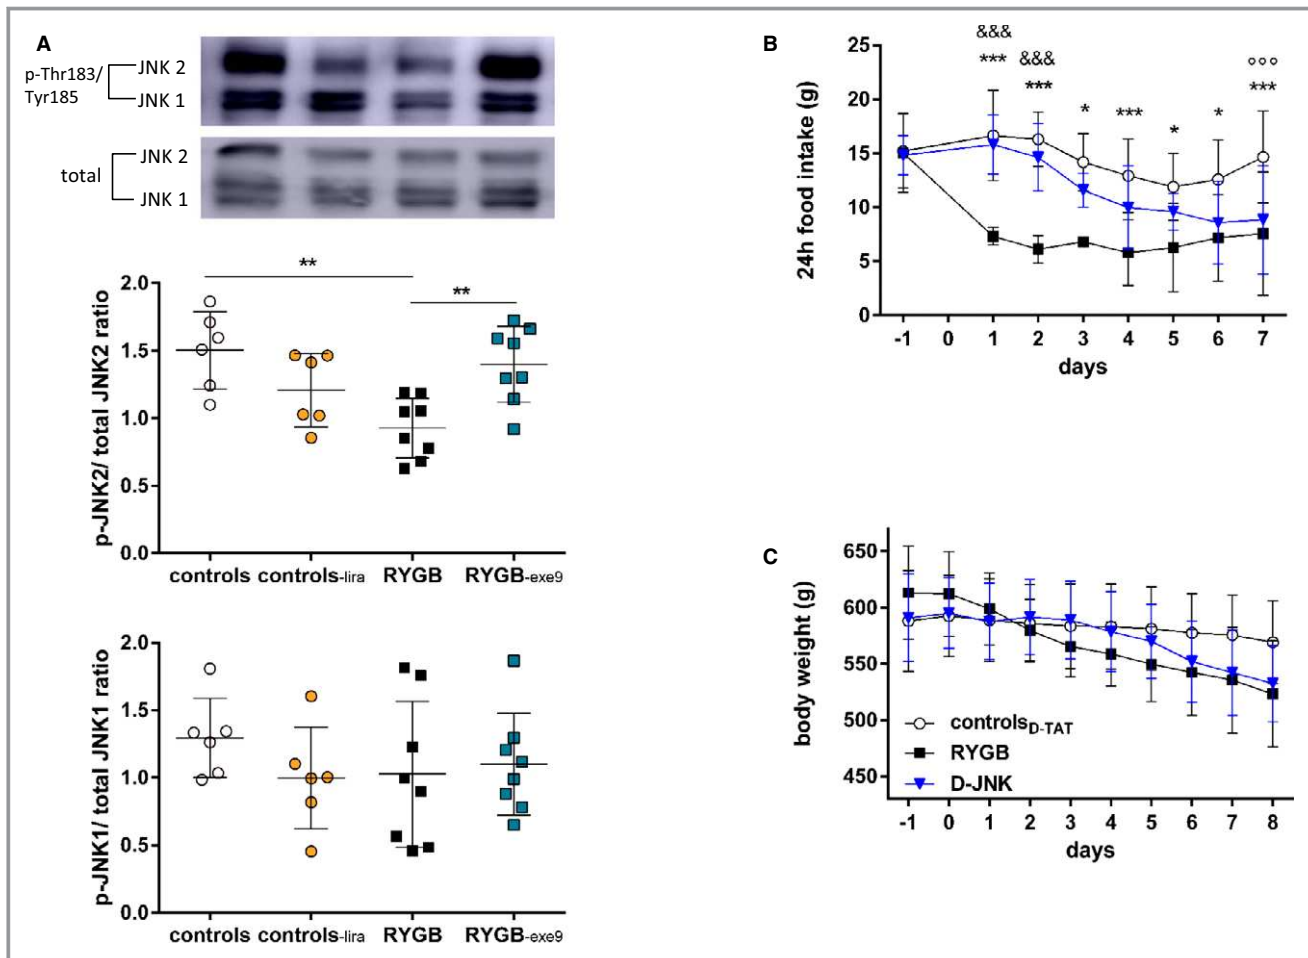 A
p-Thr183/
Tyr185
JNK 2
JNK 1
total
JNK 2
JNK 1
p-JNK2/ total JNK2 ratio
2.0
1.5
1.0
0.5
0.0
**
**
controls controls-lira RYGB RYGB-exe9
p-JNK1/ total JNK1 ratio
2.0
1.5
1.0
0.5
0.0
controls controls-lira RYGB RYGB-exe9
B
24h food intake (g)
25
20
15
10
5
0
&&& &&& °°°
*** *** * *** * * ***
-1 0 1 2 3 4 5 6 7
days
C
body weight (g)
650
600
550
500
450
controlsD-TAT
RYGB
D-JNK
-1 0 1 2 3 4 5 6 7 8
days